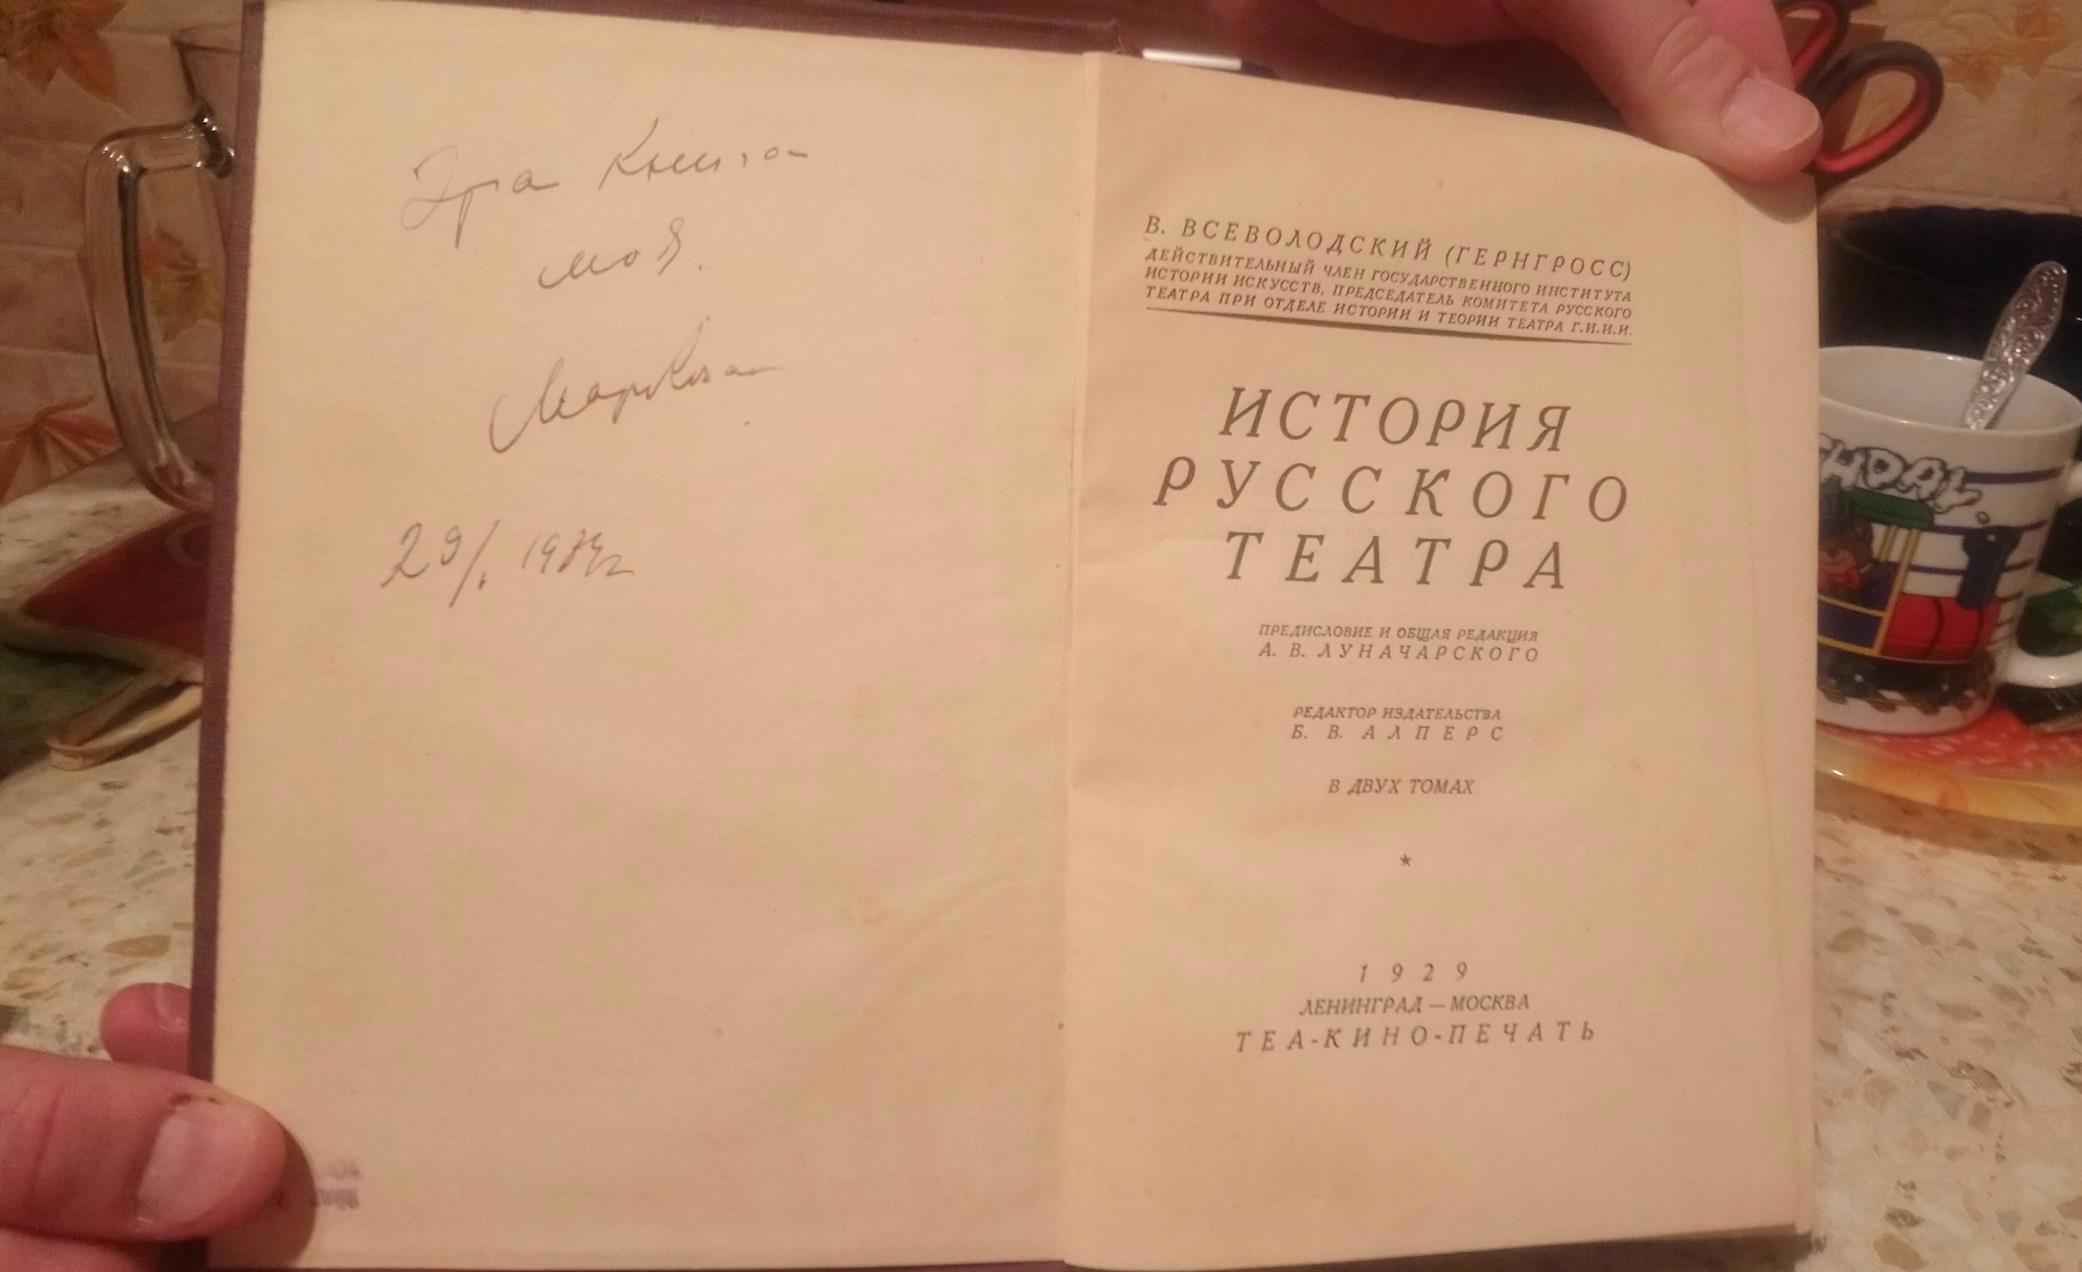 Эта книга
моя.
29/
В. ВСЕВОЛОДСКИЙ (ГЕРНГРОСС)
ДЕЙСТВИТЕЛЬНЫЙ ЧЛЕН ГОСУДАРСТВЕННОГО ИНСТИТУТА
ИСТОРИИ ИСКУССТВ, ПРЕДСЕДАТЕЛЬ КОМИТЕТА РУССКОГО
ТЕАТРА ПРИ ОТДЕЛЕ ИСТОРИИ И ТЕОРИИ ТЕАТРА Г.И.И.И.
ИСТОРИЯ
РУССКОГО
ТЕАТРА
ПРЕДИСЛОВИЕ И ОБЩАЯ РЕДАКЦИЯ
А. В. ЛУНАЧАРСКОГО
РЕДАКТОР ИЗДАТЕЛЬСТВА
Б. В. АЛПЕРС
В ДВУХ ТОМАХ
1929
ЛЕНИНГРАД — МОСКВА
ТЕА-КИНО-ПЕЧАТЬ